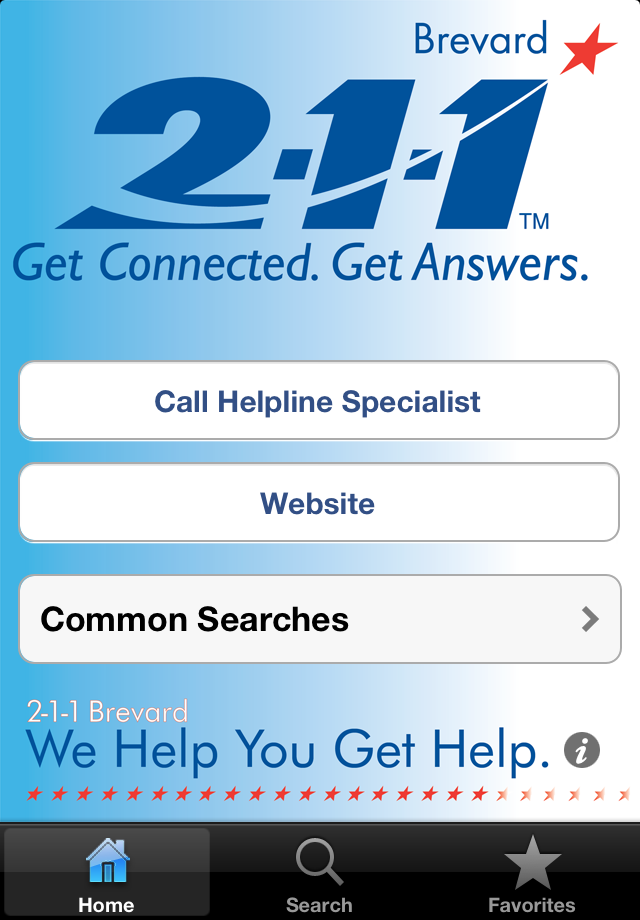 Brevard
2-1-1
TM
Get Connected. Get Answers.
Call Helpline Specialist
Website
Common Searches
2-1-1 Brevard
We Help You Get Help.
i
Home
Search
Favorites